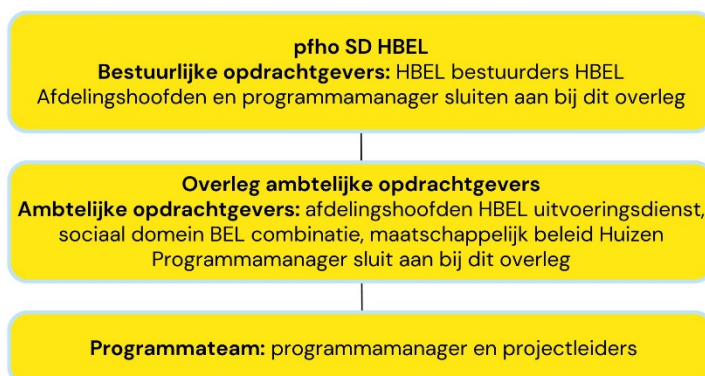 pfho SD HBEL
Bestuurlijke opdrachtgevers: HBEL bestuurders HBEL
Afdelingshoofden en programmamanager sluiten aan bij dit overleg
Overleg ambtelijke opdrachtgevers
Ambtelijke opdrachtgevers: afdelingshoofden HBEL uitvoeringsdienst,
sociaal domein BEL combinatie, maatschappelijk beleid Huizen
Programmamanager sluit aan bij dit overleg
Programmateam: programmamanager en projectleiders